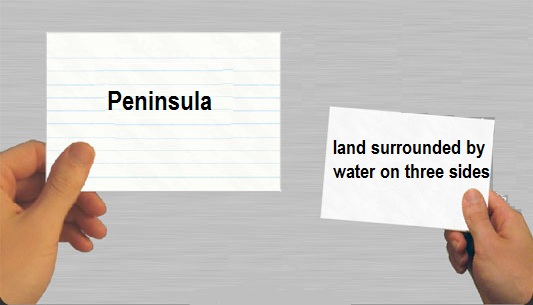 Peninsula
land surrounded by
water on three sides